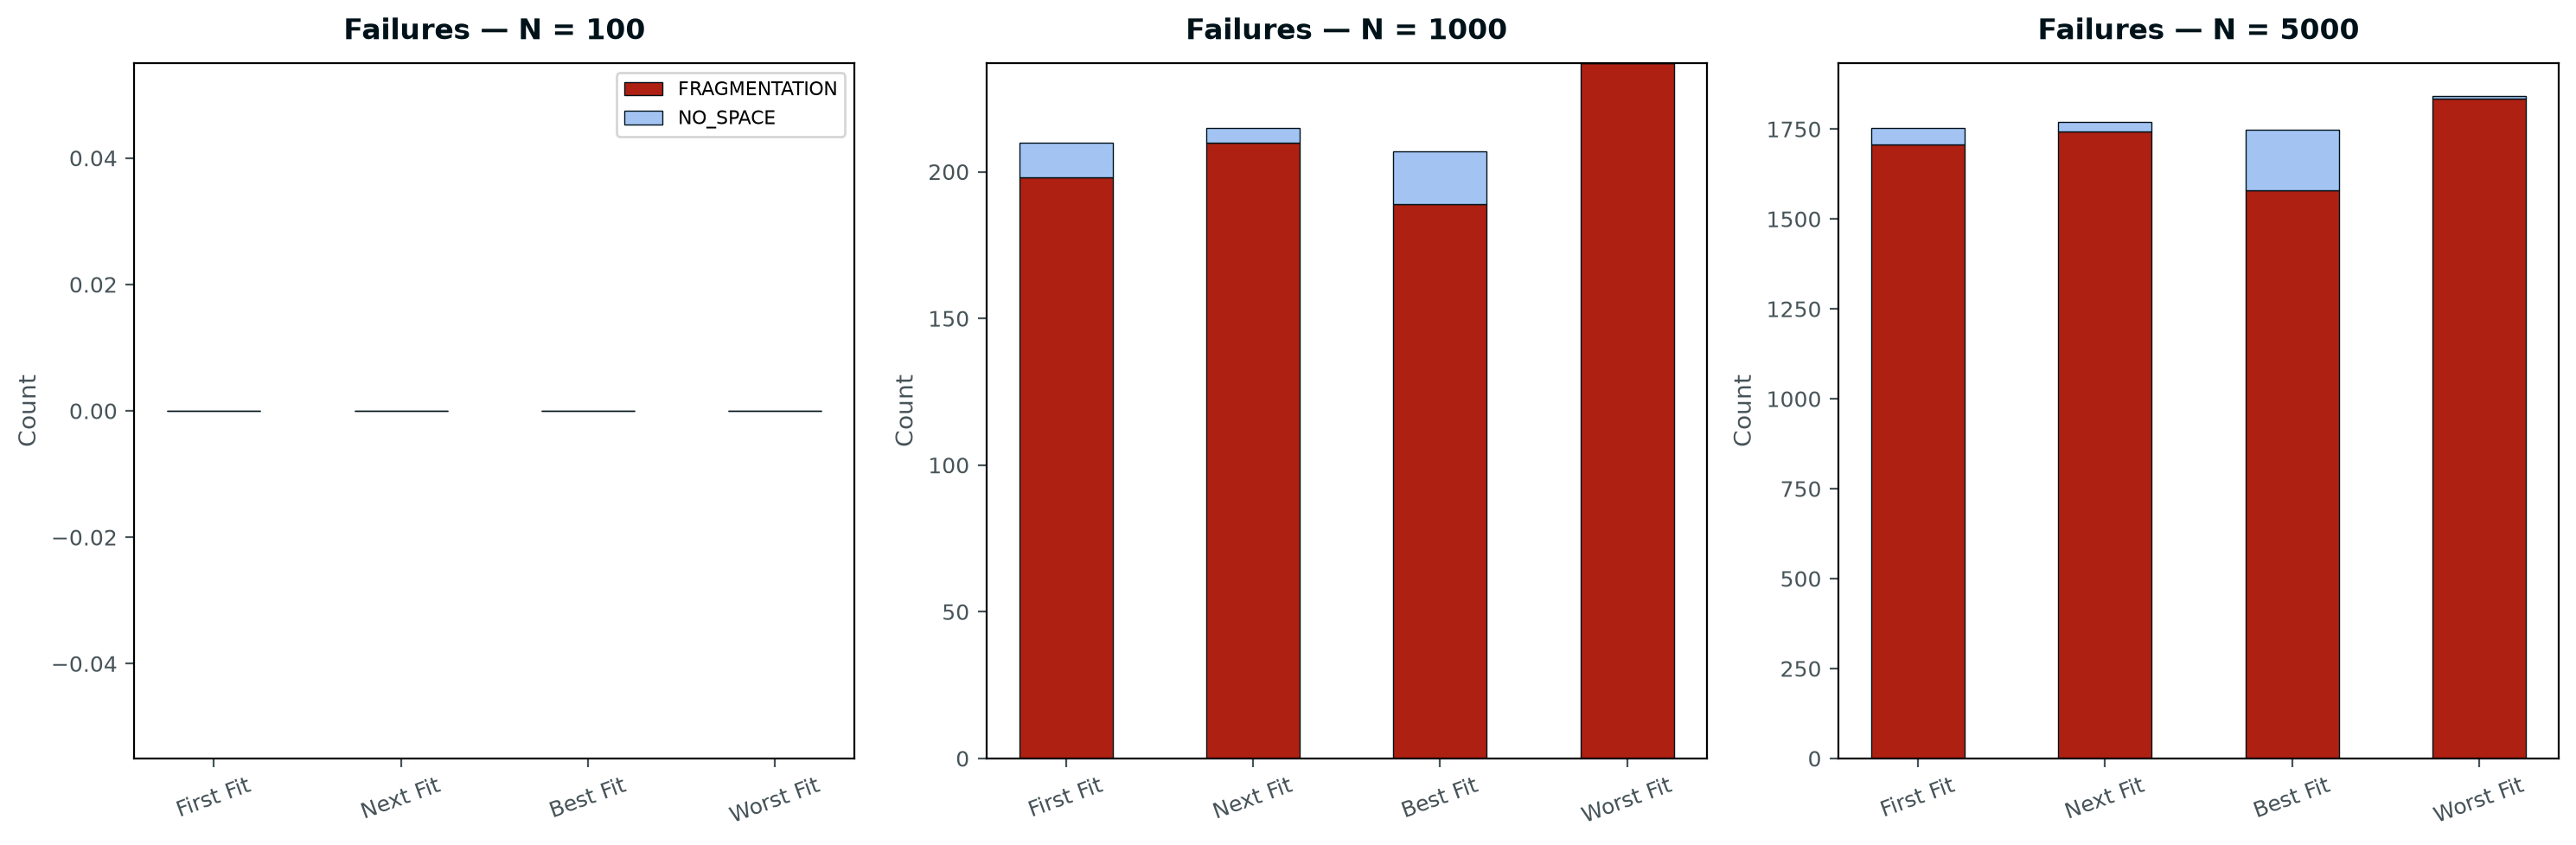 Failures — N = 100
FRAGMENTATION
NO_SPACE
Count
0.04
0.02
0.00
−0.02
−0.04
First Fit
Next Fit
Best Fit
Worst Fit
Failures — N = 1000
Count
200
150
100
50
0
First Fit
Next Fit
Best Fit
Worst Fit
Failures — N = 5000
Count
1750
1500
1250
1000
750
500
250
0
First Fit
Next Fit
Best Fit
Worst Fit